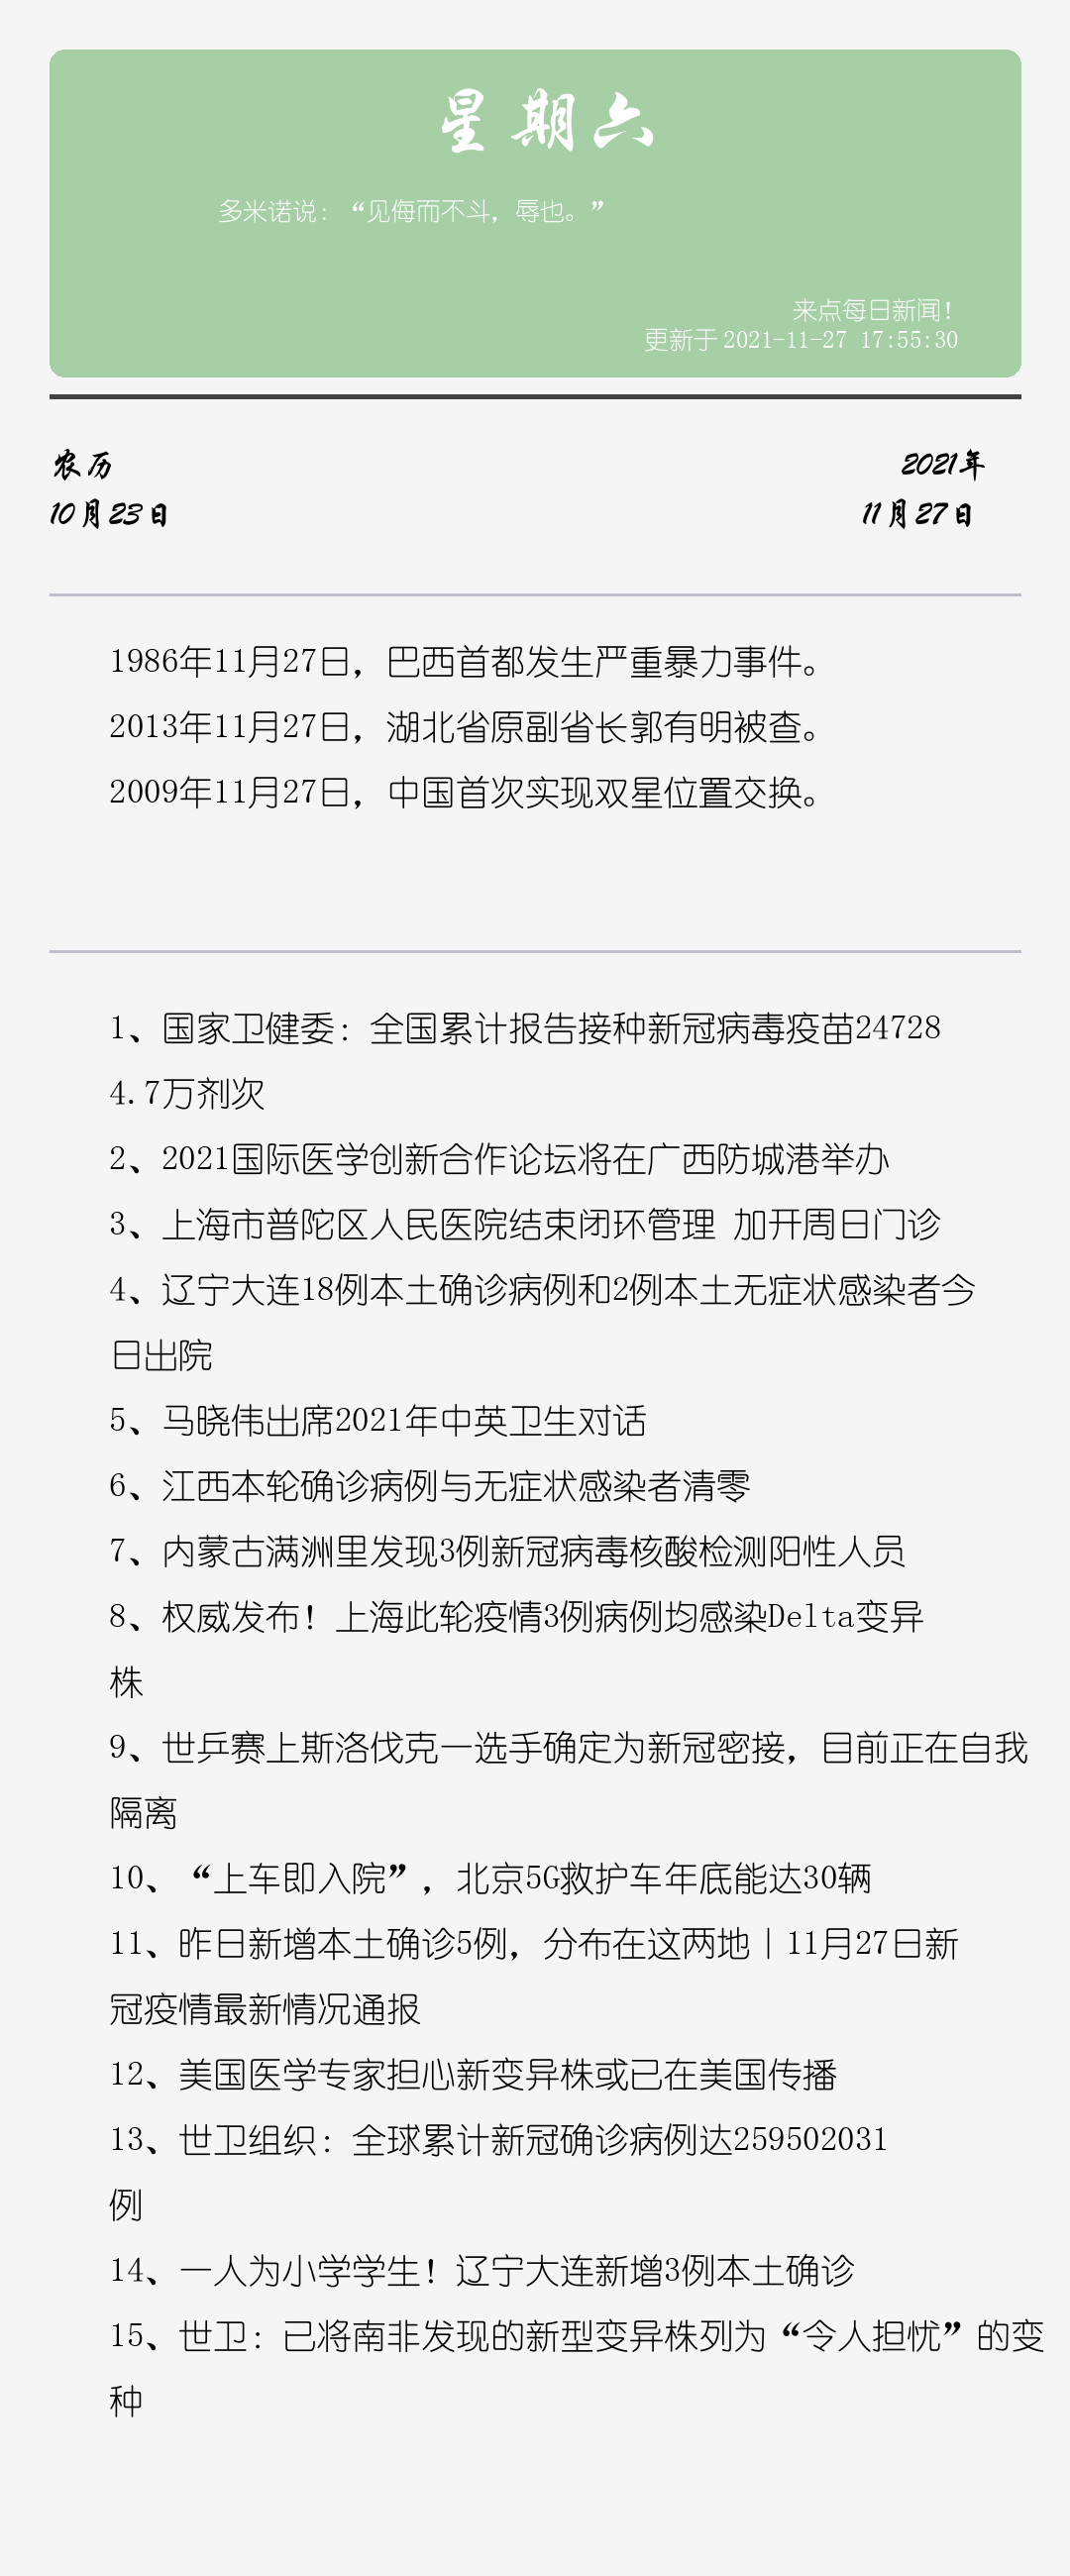 星期六
多米诺说：“见侮而不斗，辱也。”
来点每日新闻！
更新于 2021-11-27 17:55:30
农历
2021年
10月23日
11月27日
1986年11月27日，巴西首都发生严重暴力事件。
2013年11月27日，湖北省原副省长郭有明被查。
2009年11月27日，中国首次实现双星位置交换。
1、国家卫健委：全国累计报告接种新冠病毒疫苗24728
4.7万剂次
2、2021国际医学创新合作论坛将在广西防城港举办
3、上海市普陀区人民医院结束闭环管理 加开周日门诊
4、辽宁大连18例本土确诊病例和2例本土无症状感染者今
日出院
5、马晓伟出席2021年中英卫生对话
6、江西本轮确诊病例与无症状感染者清零
7、内蒙古满洲里发现3例新冠病毒核酸检测阳性人员
8、权威发布！上海此轮疫情3例病例均感染Delta变异
株
9、世乒赛上斯洛伐克一选手确定为新冠密接，目前正在自我
隔离
10、“上车即入院”，北京5G救护车年底能达30辆
11、昨日新增本土确诊5例，分布在这两地｜11月27日新
冠疫情最新情况通报
12、美国医学专家担心新变异株或已在美国传播
13、世卫组织：全球累计新冠确诊病例达259502031
例
14、一人为小学学生！辽宁大连新增3例本土确诊
15、世卫：已将南非发现的新型变异株列为“令人担忧”的变
种